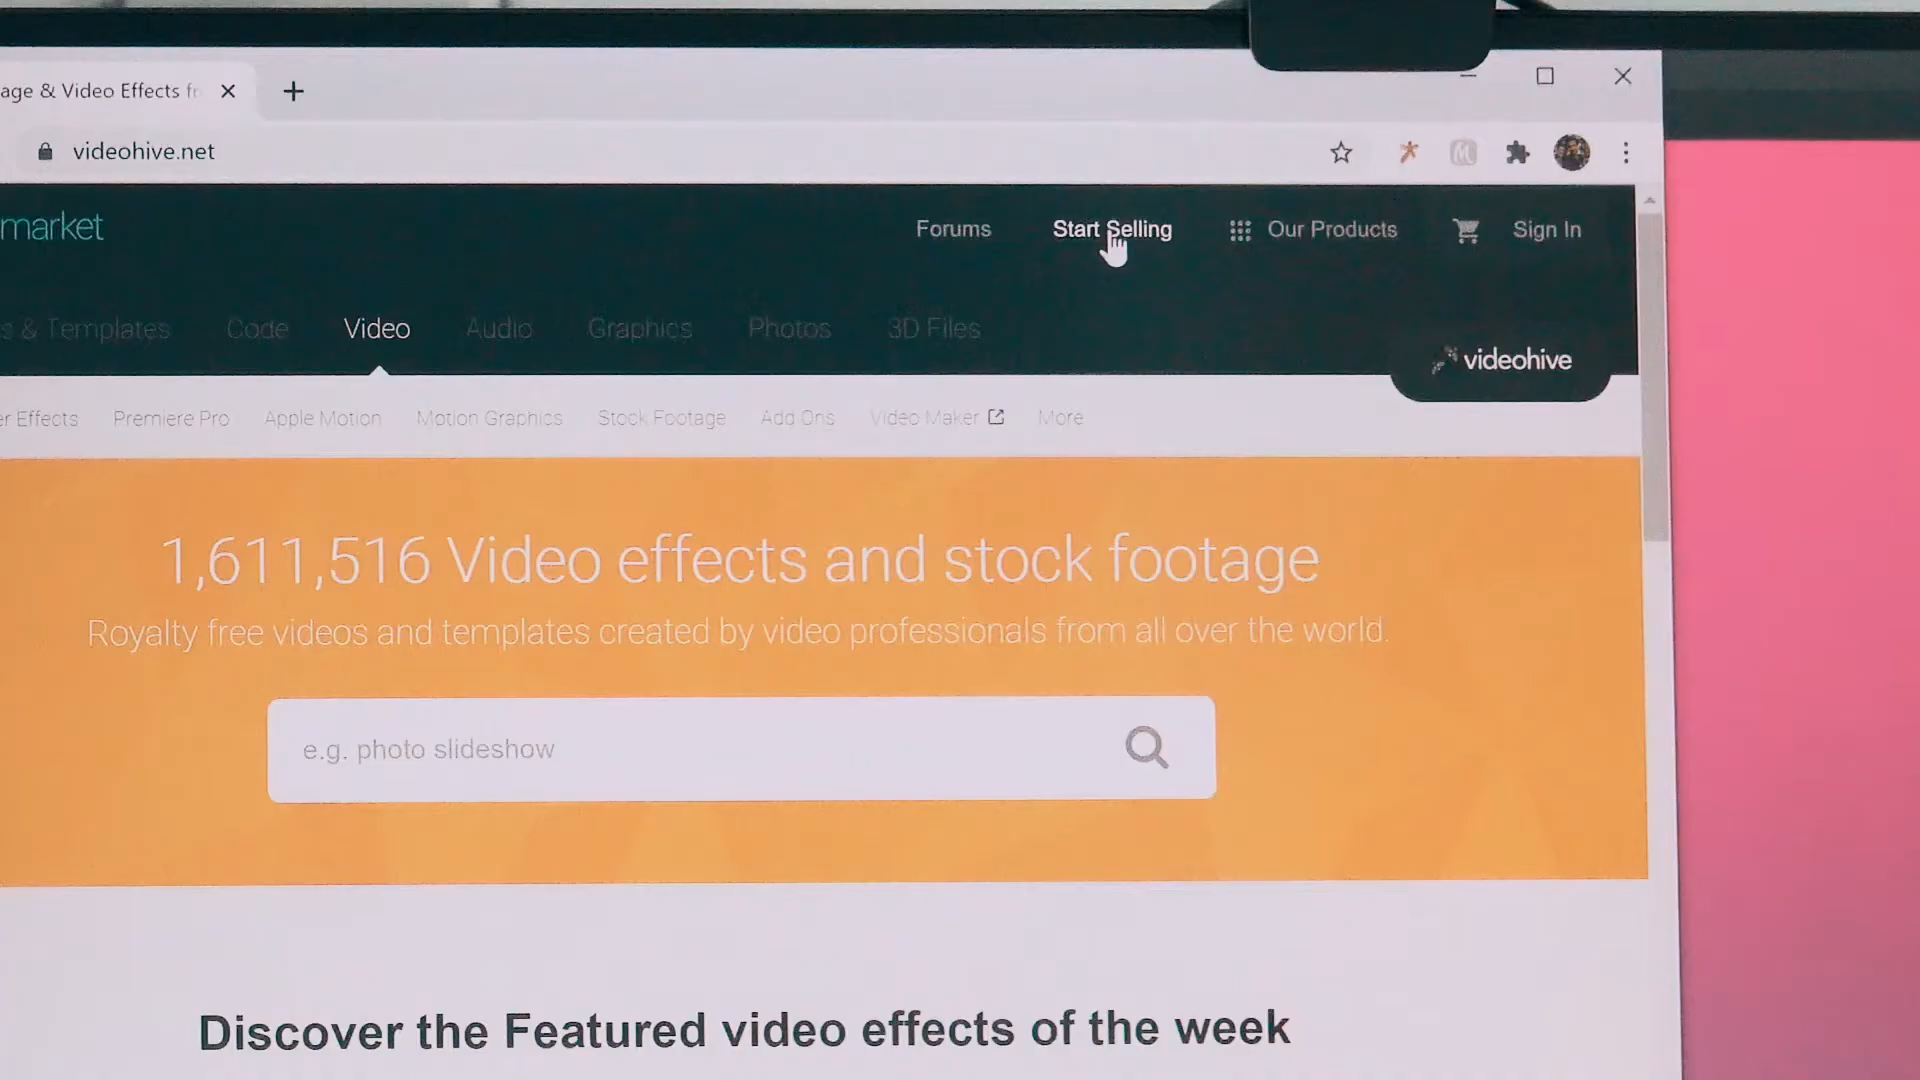 age & Video Effects fr
videohive.net
market
Forums Start Selling Our Products Sign In
s & Templates Code Video Audio Graphics Photos 3D Files
videohive
er Effects Premiere Pro Apple Motion Motion Graphics Stock Footage Add Ons Video Maker More
1,611,516 Video effects and stock footage
Royalty free videos and templates created by video professionals from all over the world.
e.g. photo slideshow
Discover the Featured video effects of the week